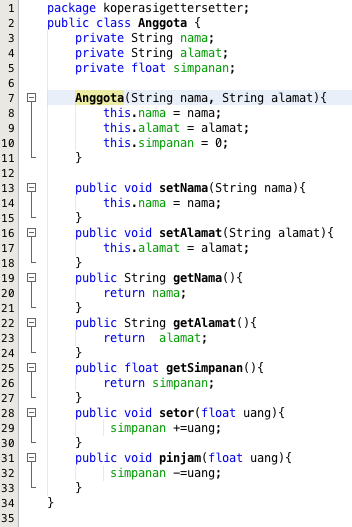 1 package koperasigettersetter;
2 public class Anggota {
3     private String nama;
4     private String alamat;
5     private float simpanan;
6
7     Anggota(String nama, String alamat){
8         this.nama = nama;
9         this.alamat = alamat;
10         this.simpanan = 0;
11     }
12
13     public void setNama(String nama){
14         this.nama = nama;
15     }
16     public void setAlamat(String alamat){
17         this.alamat = alamat;
18     }
19     public String getNama(){
20         return nama;
21     }
22     public String getAlamat(){
23         return  alamat;
24     }
25     public float getSimpanan(){
26         return simpanan;
27     }
28     public void setor(float uang){
29          simpanan +=uang;
30     }
31     public void pinjam(float uang){
32          simpanan -=uang;
33     }
34 }
35